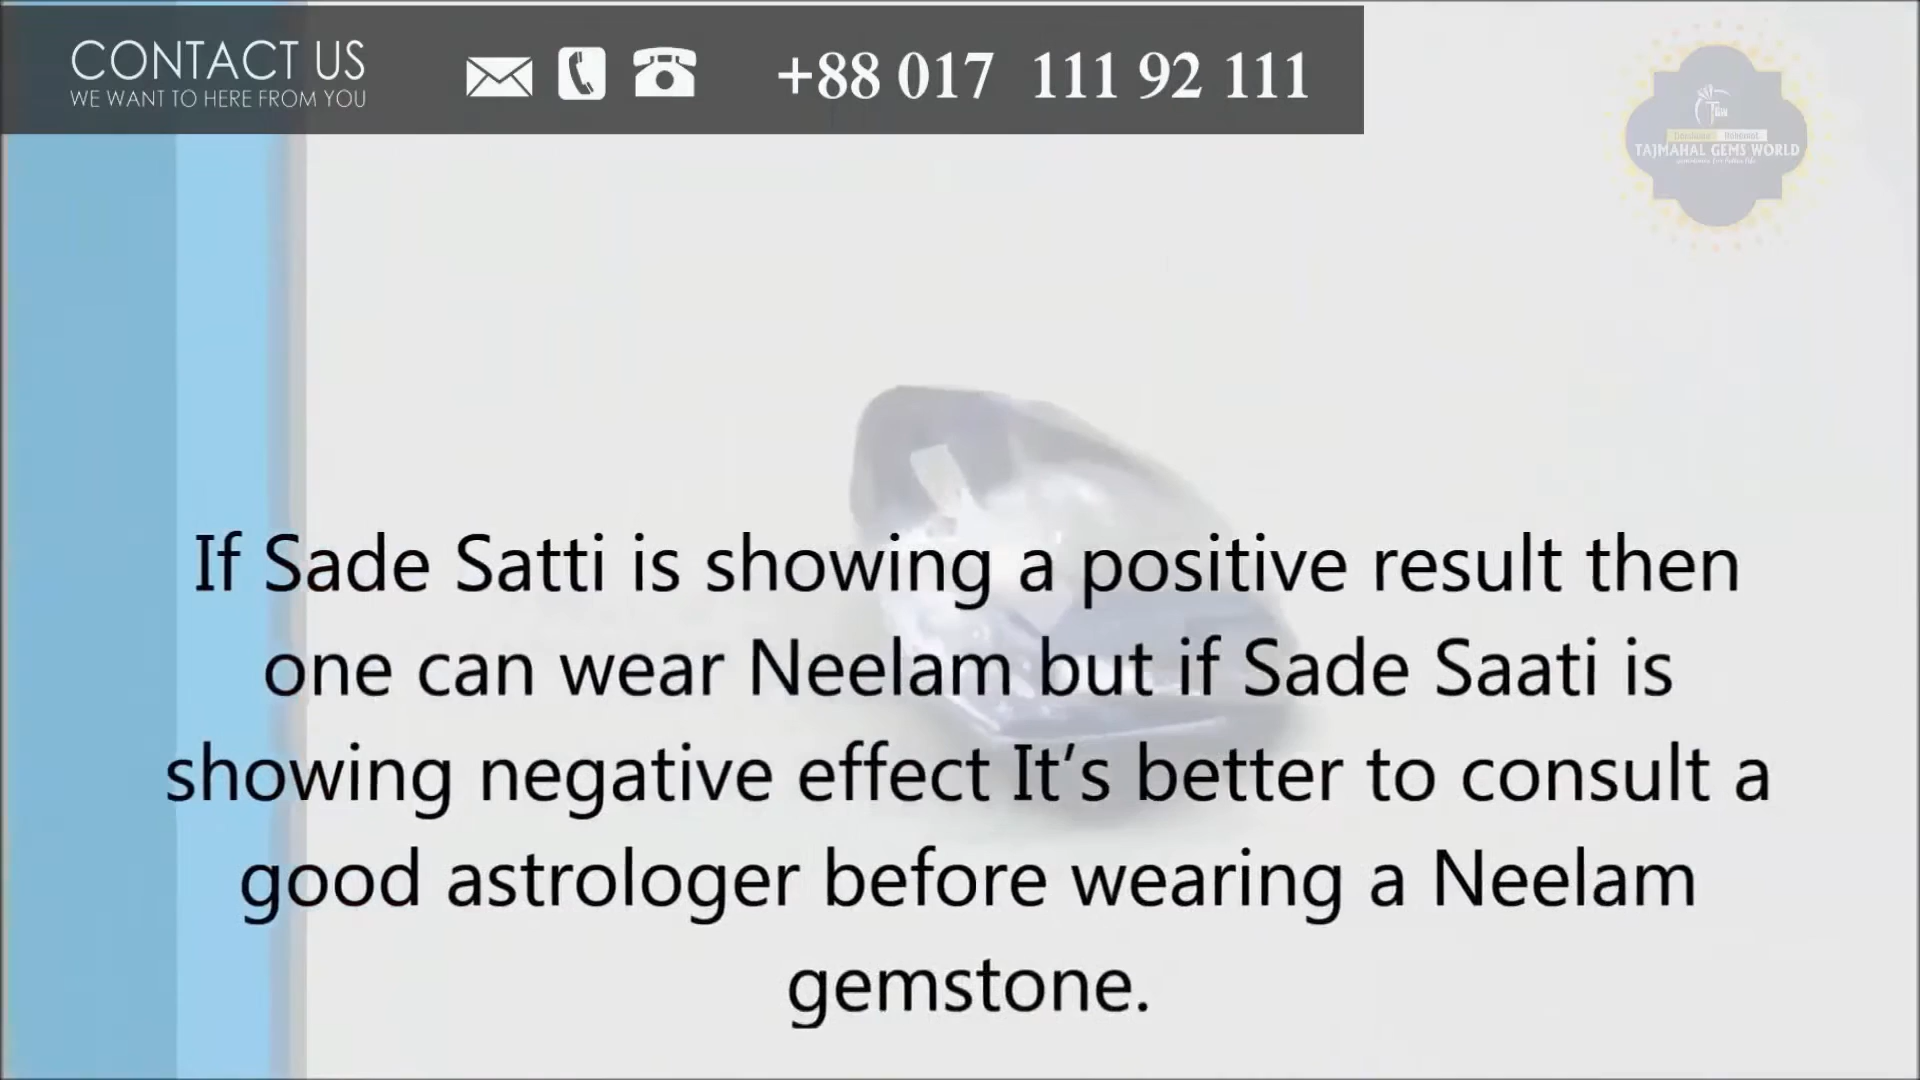 CONTACT US
WE WANT TO HERE FROM YOU
+88 017 111 92 111
TAJMAHAL GEMS WORLD
If Sade Satti is showing a positive result then
one can wear Neelam but if Sade Saati is
showing negative effect It's better to consult a
good astrologer before wearing a Neelam
gemstone.